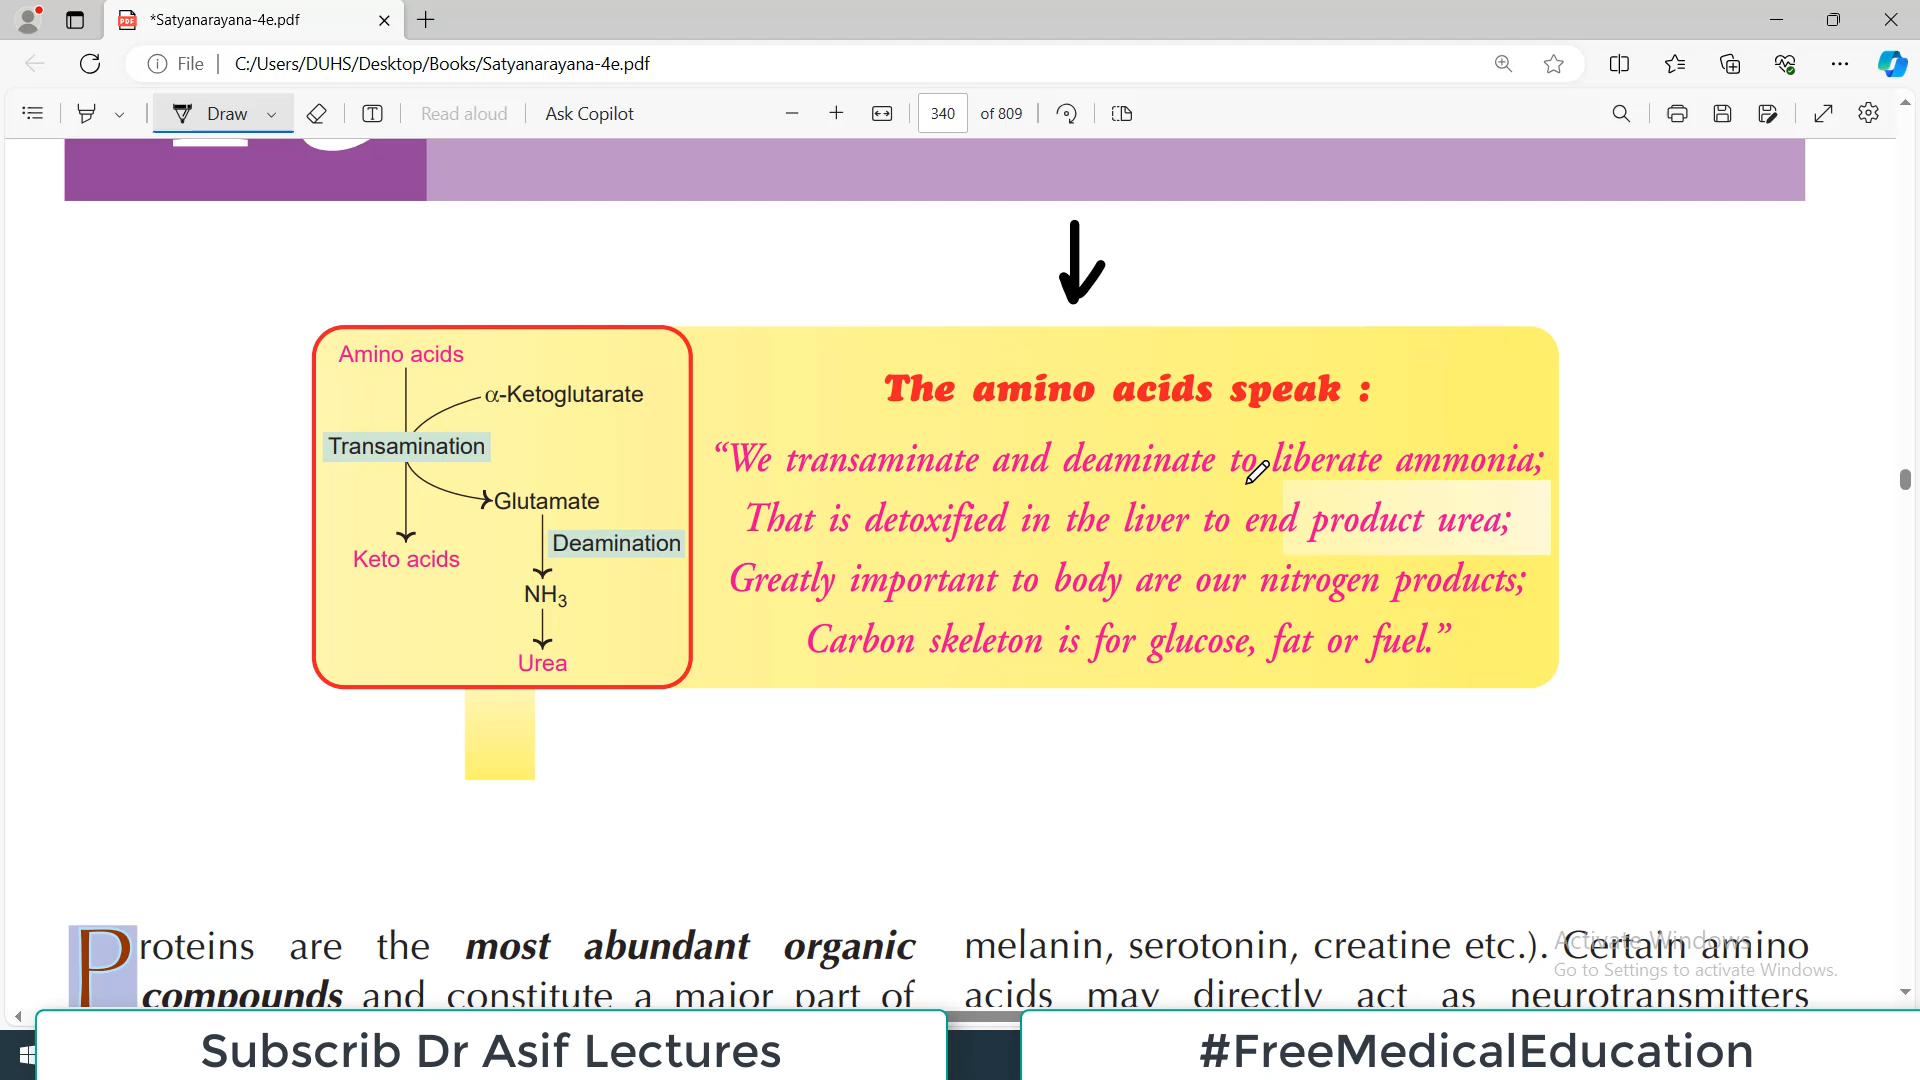 *Satyanarayana-4e.pdf
File
C:/Users/DUHS/Desktop/Books/Satyanarayana-4e.pdf
Draw
Read aloud
Ask Copilot
340 of 809
Amino acids
α-Ketoglutarate
Transamination
Glutamate
Deamination
Keto acids
NH3
Urea
The amino acids speak :
“We transaminate and deaminate to liberate ammonia;
That is detoxified in the liver to end product urea;
Greatly important to body are our nitrogen products;
Carbon skeleton is for glucose, fat or fuel.”
Proteins are the most abundant organic
compounds and constitute a major part of
melanin, serotonin, creatine etc.). Certain amino
acids may directly act as neurotransmitters
Activate Windows
Go to Settings to activate Windows.
Subscrib Dr Asif Lectures
#FreeMedicalEducation